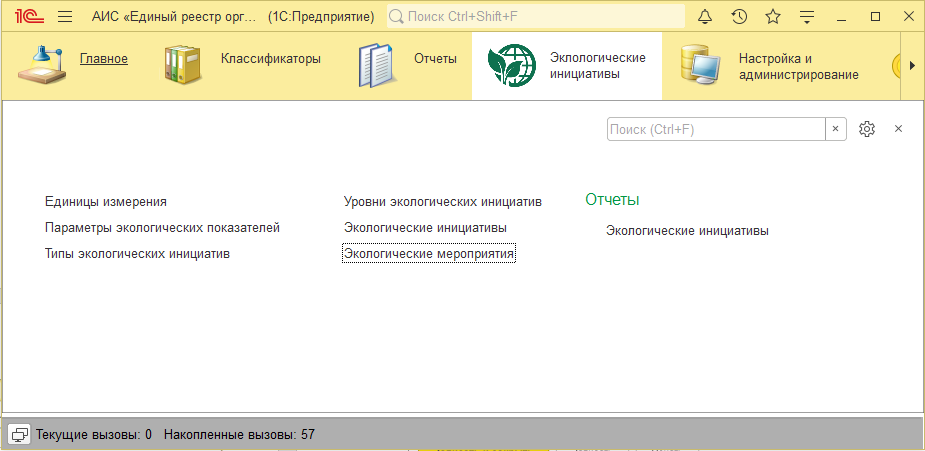 1С АИС «Единый реестр орг... (1С:Предприятие) Поиск Ctrl+Shift+F
Главное
Классификаторы
Отчеты
Эклологические
инициативы
Настройка и
администрирование
Поиск (Ctrl+F)
Единицы измерения
Параметры экологических показателей
Типы экологических инициатив
Уровни экологических инициатив
Экологические инициативы
Экологические мероприятия
Отчеты
Экологические инициативы
Текущие вызовы: 0 Накопленные вызовы: 57